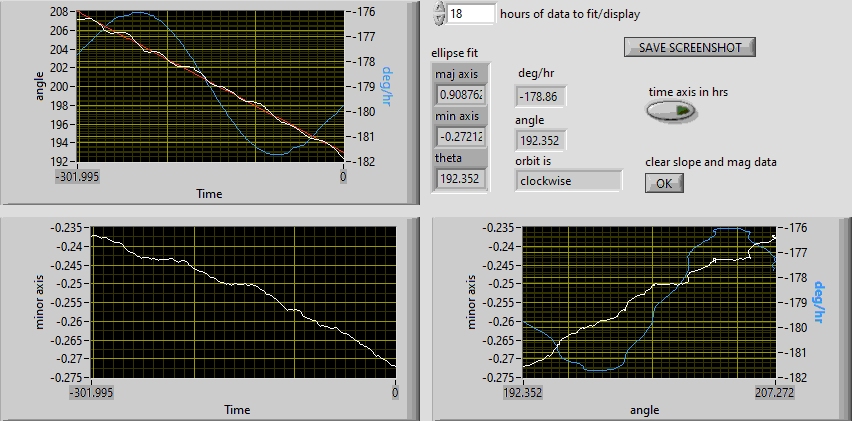 18 hours of data to fit/display
SAVE SCREENSHOT
208
206
204
202
200
198
196
194
192
angle
-176
-177
-178
-179
-180
-181
-182
deg/hr
-301.995
0
Time
ellipse fit
maj axis
0.908762
min axis
-0.27212
theta
192.352
deg/hr
-178.86
angle
192.352
orbit is
clockwise
time axis in hrs
clear slope and mag data
OK
-0.235
-0.24
-0.245
-0.25
-0.255
-0.26
-0.265
-0.27
-0.275
minor axis
-301.995
0
Time
-0.235
-0.24
-0.245
-0.25
-0.255
-0.26
-0.265
-0.27
-0.275
minor axis
-176
-177
-178
-179
-180
-181
-182
deg/hr
192.352
207.272
angle